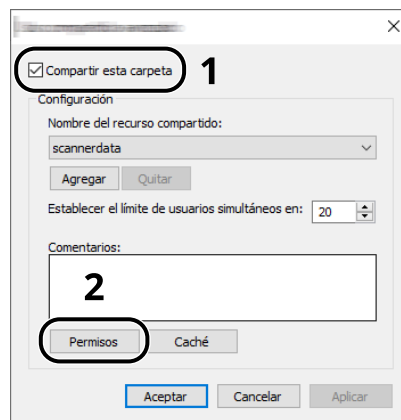 Compartir esta carpeta
1
Configuración
Nombre del recurso compartido:
scannerdata
Agregar Quitar
Establecer el límite de usuarios simultáneos en: 20
Comentarios:
2
Permisos Caché
Aceptar Cancelar Aplicar